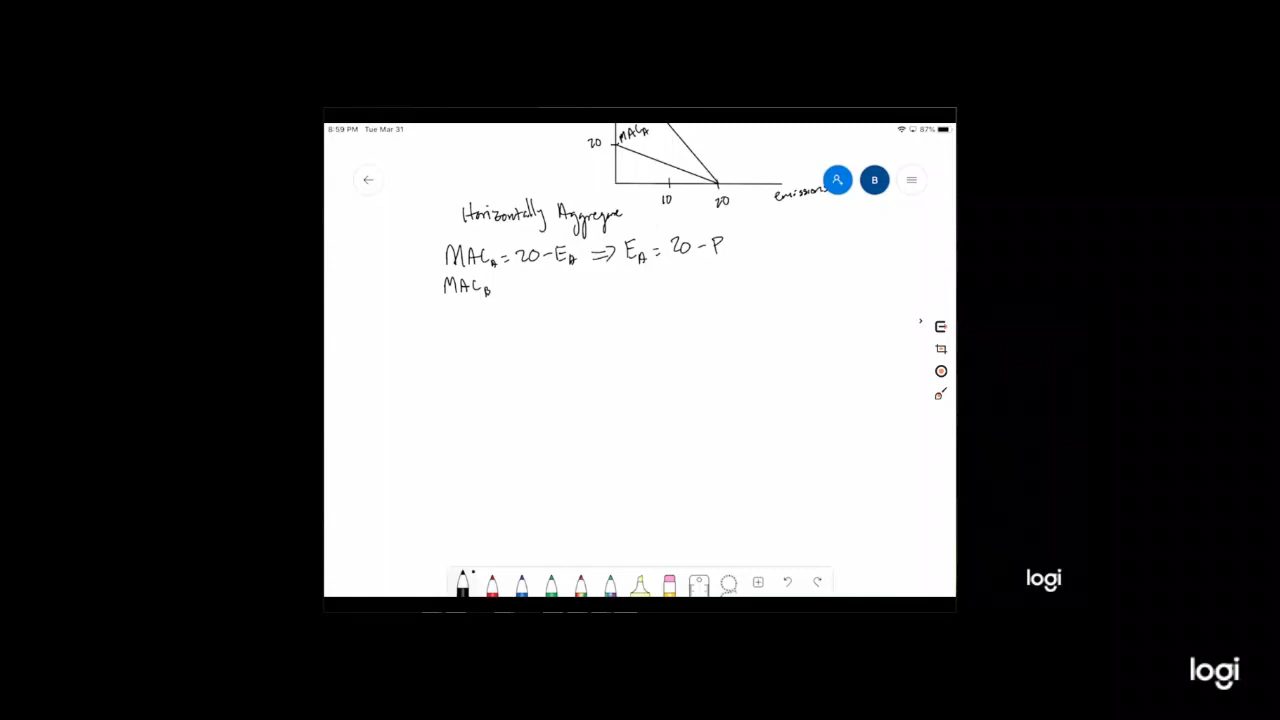 8:59 PM Tue Mar 31
87%
MAC_A
20
10
20
emissions
B
Horizontally Aggregate
MAC_A = 20 - E_A ⇒ E_A = 20 - P
MAC_B
logi
logi